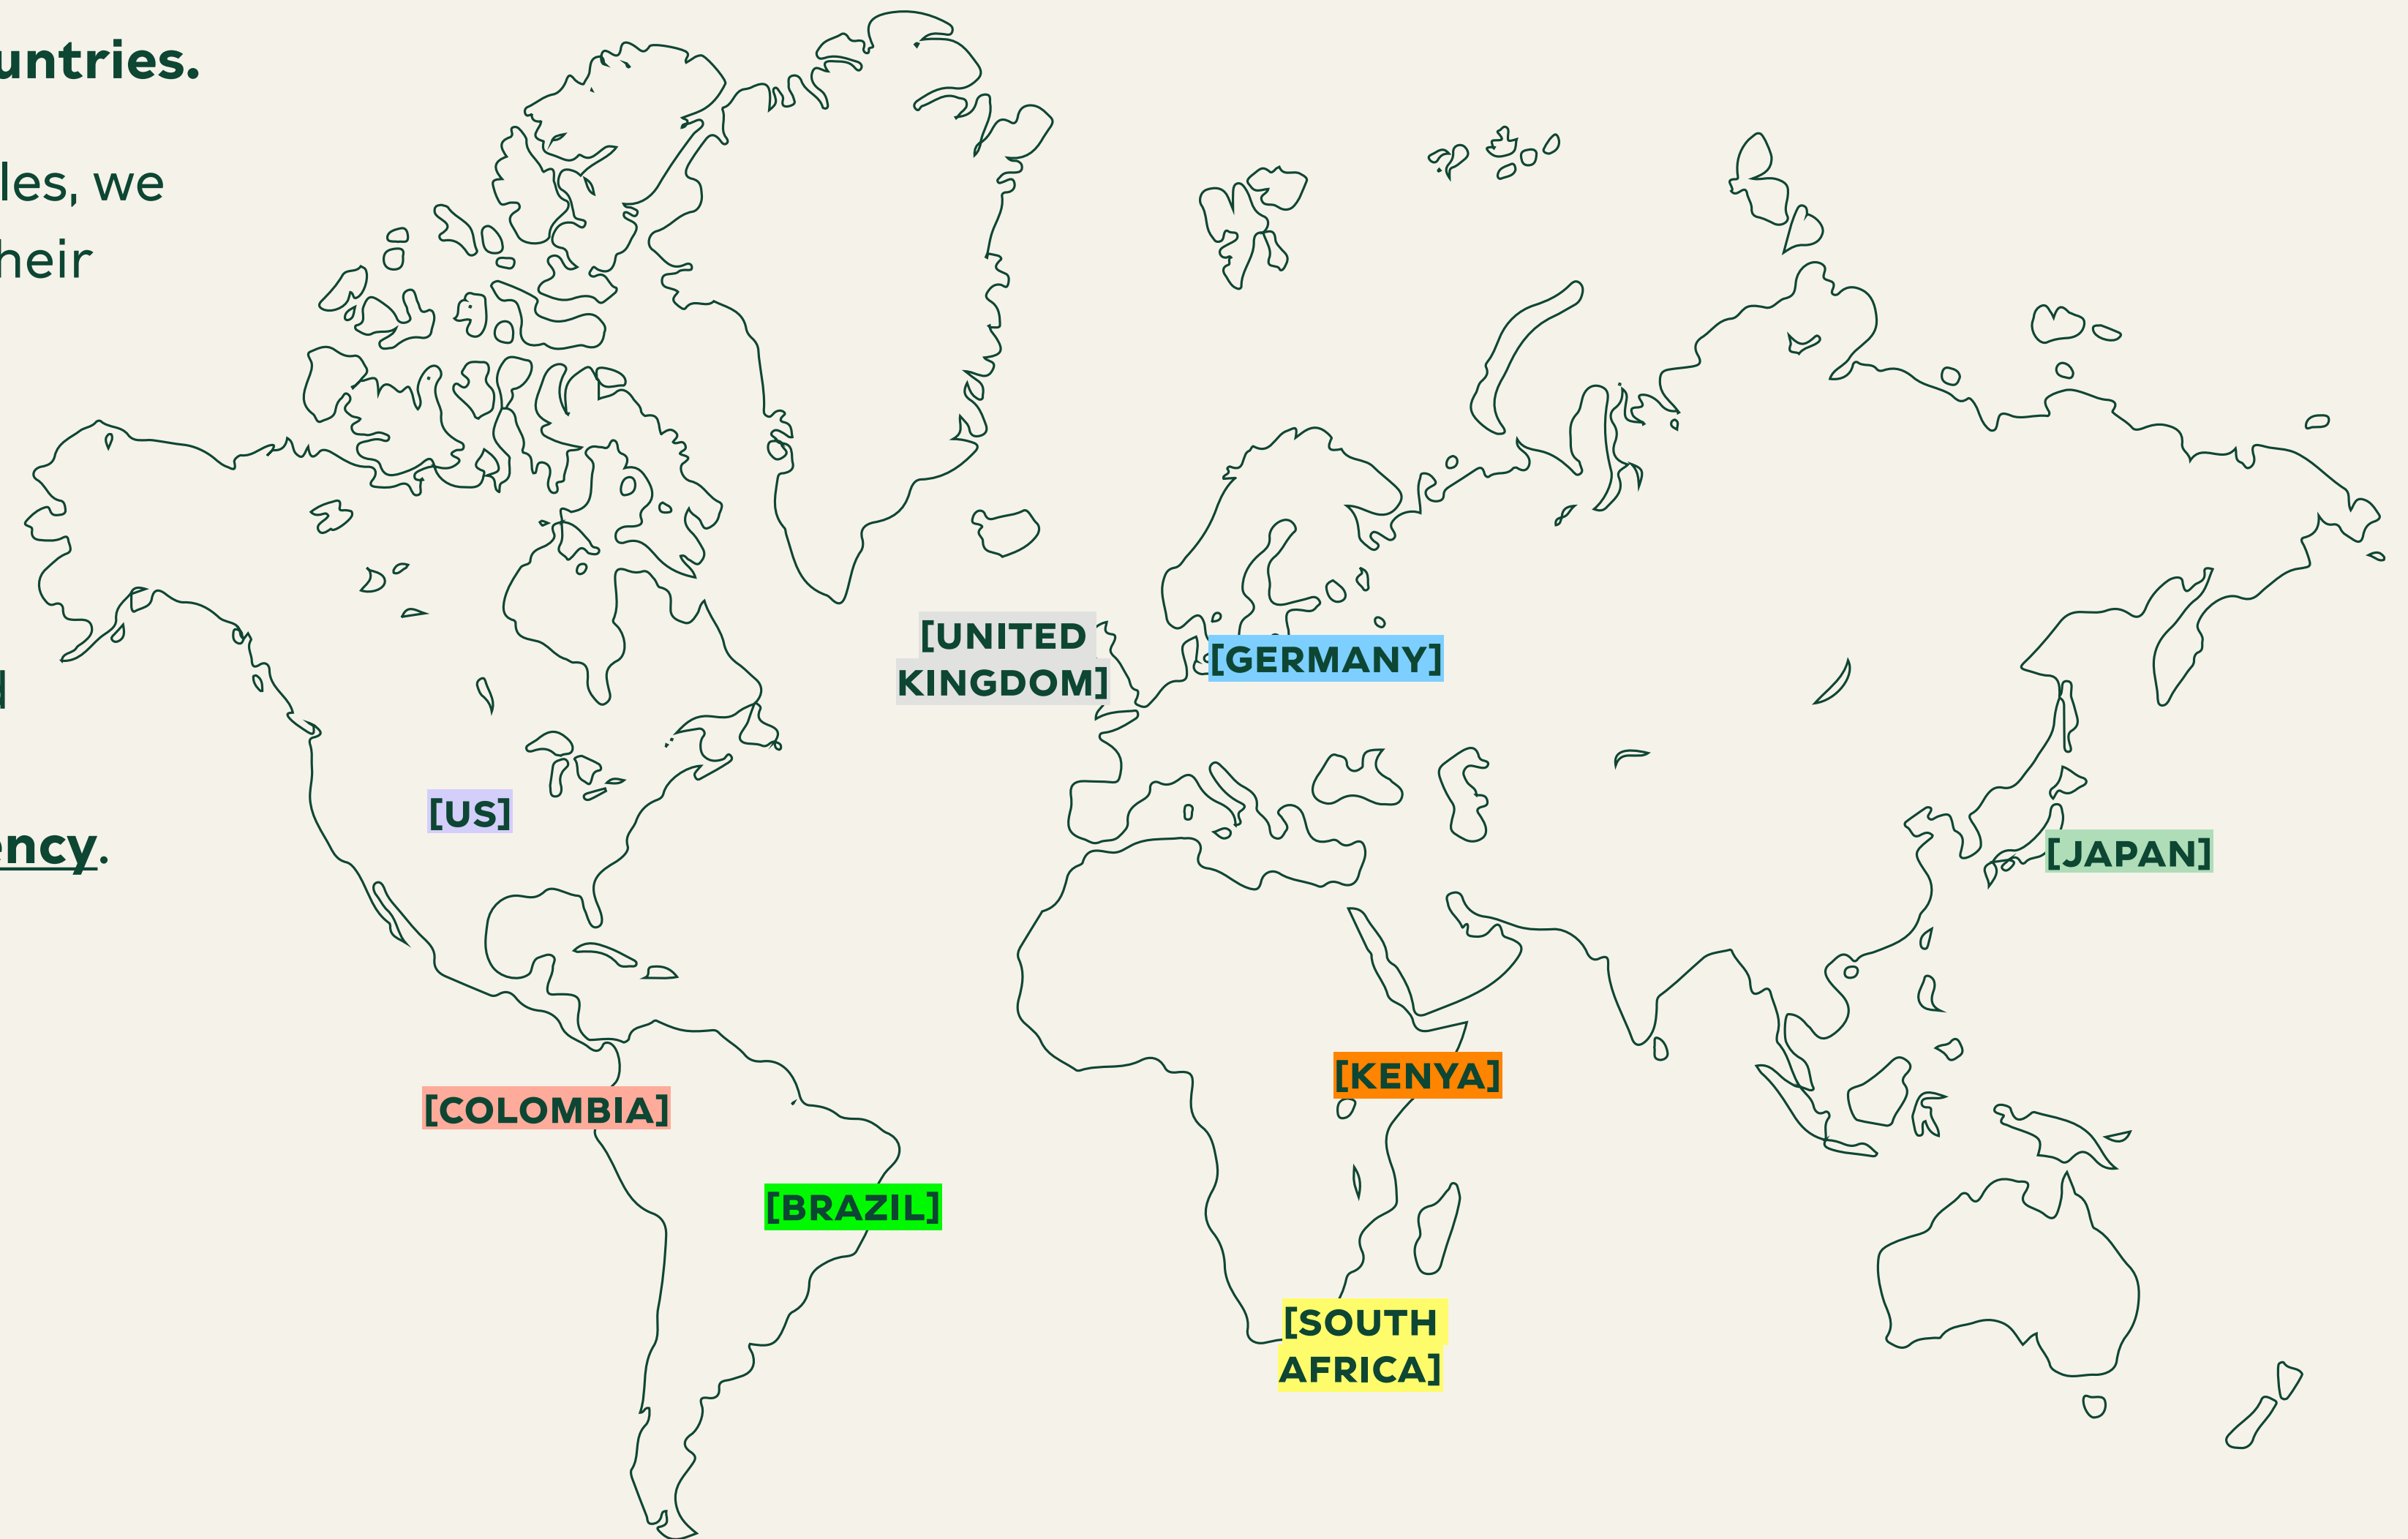 untries.
les, we
heir
ency.
[UNITED
KINGDOM]
[GERMANY]
[US]
[JAPAN]
[COLOMBIA]
[KENYA]
[BRAZIL]
[SOUTH
AFRICA]